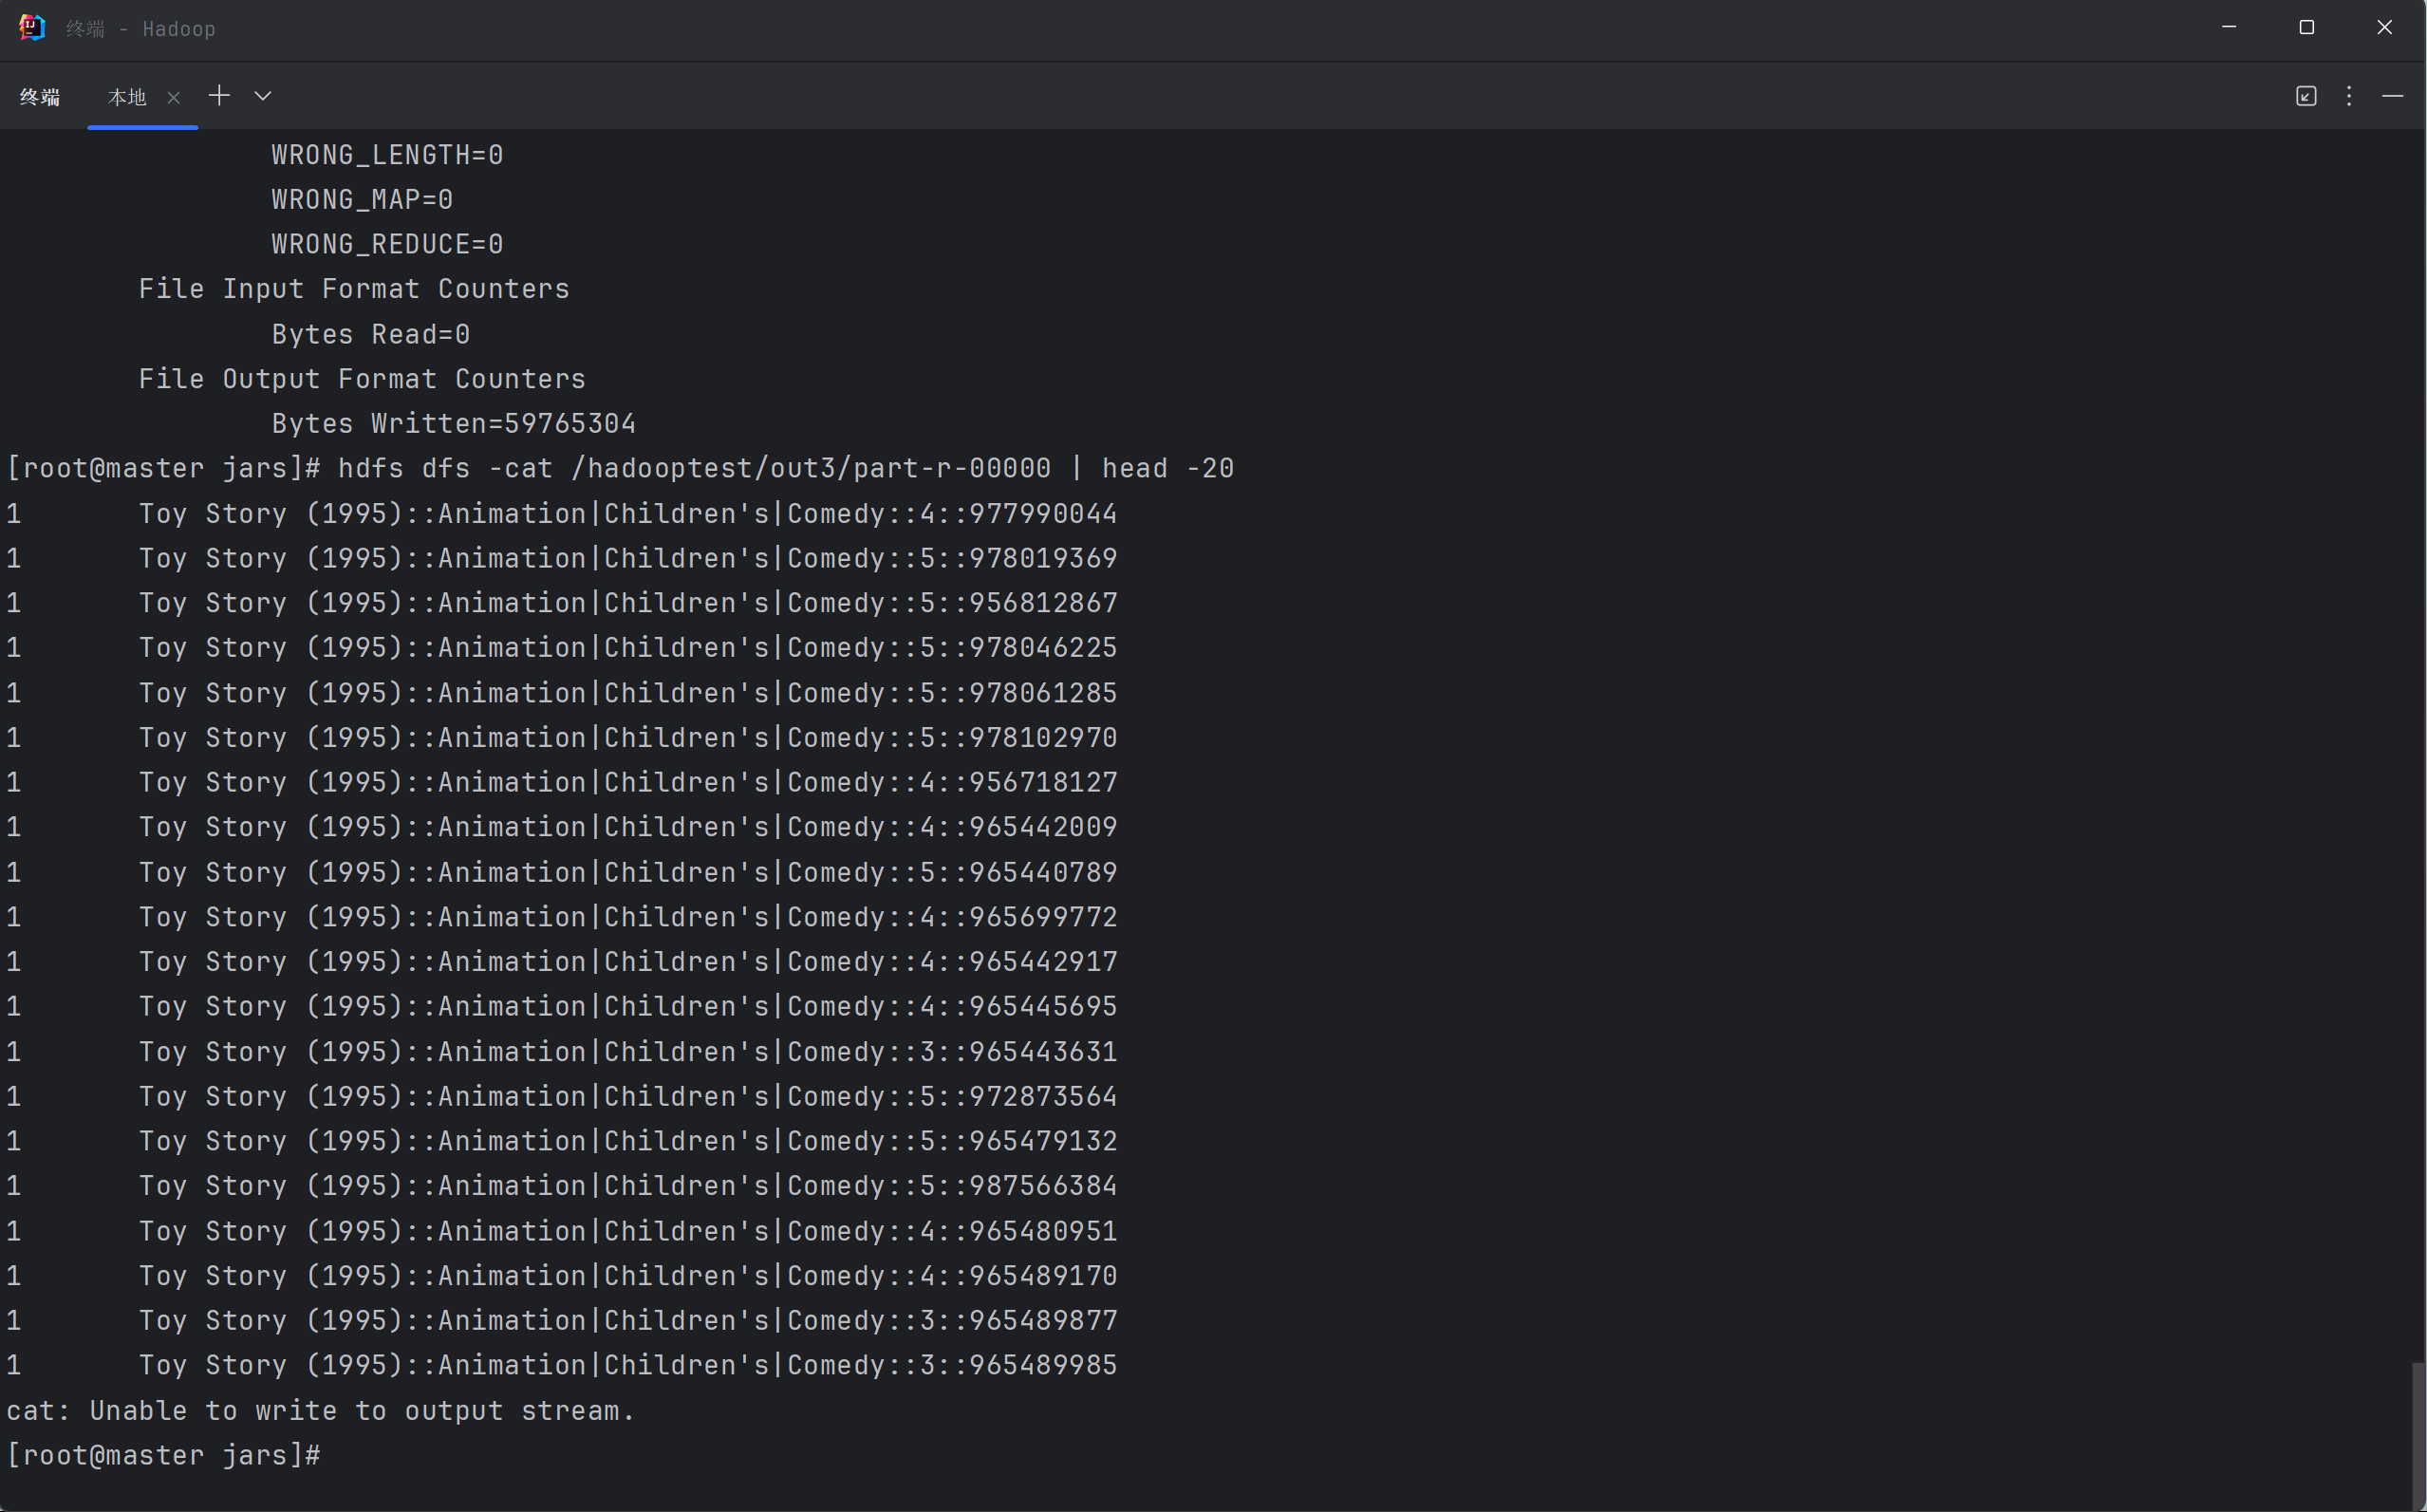 终端 - Hadoop
终端 本地
WRONG_LENGTH=0
WRONG_MAP=0
WRONG_REDUCE=0
File Input Format Counters
Bytes Read=0
File Output Format Counters
Bytes Written=59765304
[root@master jars]# hdfs dfs -cat /hadooptest/out3/part-r-00000 | head -20
1 Toy Story (1995)::Animation|Children's|Comedy::4::977990044
1 Toy Story (1995)::Animation|Children's|Comedy::5::978019369
1 Toy Story (1995)::Animation|Children's|Comedy::5::956812867
1 Toy Story (1995)::Animation|Children's|Comedy::5::978046225
1 Toy Story (1995)::Animation|Children's|Comedy::5::978061285
1 Toy Story (1995)::Animation|Children's|Comedy::5::978102970
1 Toy Story (1995)::Animation|Children's|Comedy::4::956718127
1 Toy Story (1995)::Animation|Children's|Comedy::4::965442009
1 Toy Story (1995)::Animation|Children's|Comedy::5::965440789
1 Toy Story (1995)::Animation|Children's|Comedy::4::965699772
1 Toy Story (1995)::Animation|Children's|Comedy::4::965442917
1 Toy Story (1995)::Animation|Children's|Comedy::4::965445695
1 Toy Story (1995)::Animation|Children's|Comedy::3::965443631
1 Toy Story (1995)::Animation|Children's|Comedy::5::972873564
1 Toy Story (1995)::Animation|Children's|Comedy::5::965479132
1 Toy Story (1995)::Animation|Children's|Comedy::5::987566384
1 Toy Story (1995)::Animation|Children's|Comedy::4::965480951
1 Toy Story (1995)::Animation|Children's|Comedy::4::965489170
1 Toy Story (1995)::Animation|Children's|Comedy::3::965489877
1 Toy Story (1995)::Animation|Children's|Comedy::3::965489985
cat: Unable to write to output stream.
[root@master jars]#